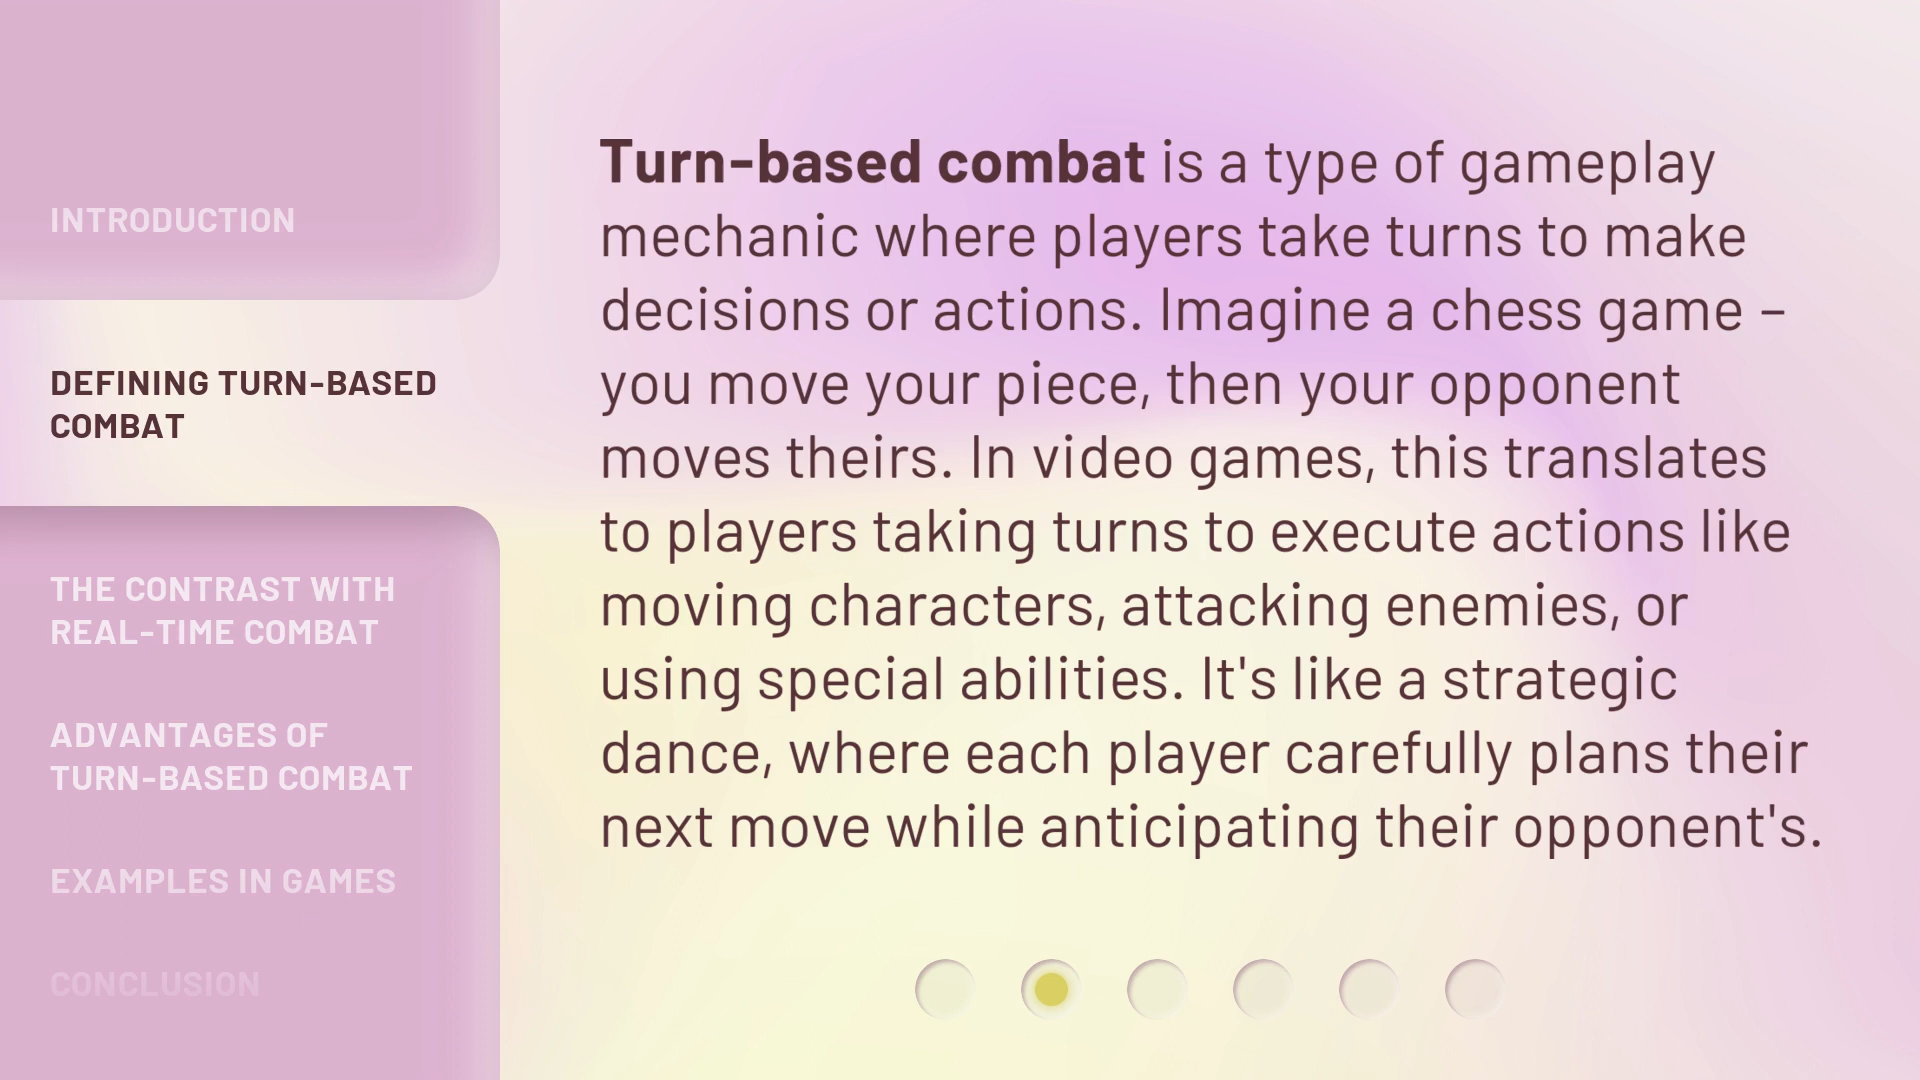 INTRODUCTION
DEFINING TURN-BASED
COMBAT
THE CONTRAST WITH
REAL-TIME COMBAT
ADVANTAGES OF
TURN-BASED COMBAT
EXAMPLES IN GAMES
CONCLUSION
Turn-based combat is a type of gameplay
mechanic where players take turns to make
decisions or actions. Imagine a chess game –
you move your piece, then your opponent
moves theirs. In video games, this translates
to players taking turns to execute actions like
moving characters, attacking enemies, or
using special abilities. It's like a strategic
dance, where each player carefully plans their
next move while anticipating their opponent's.